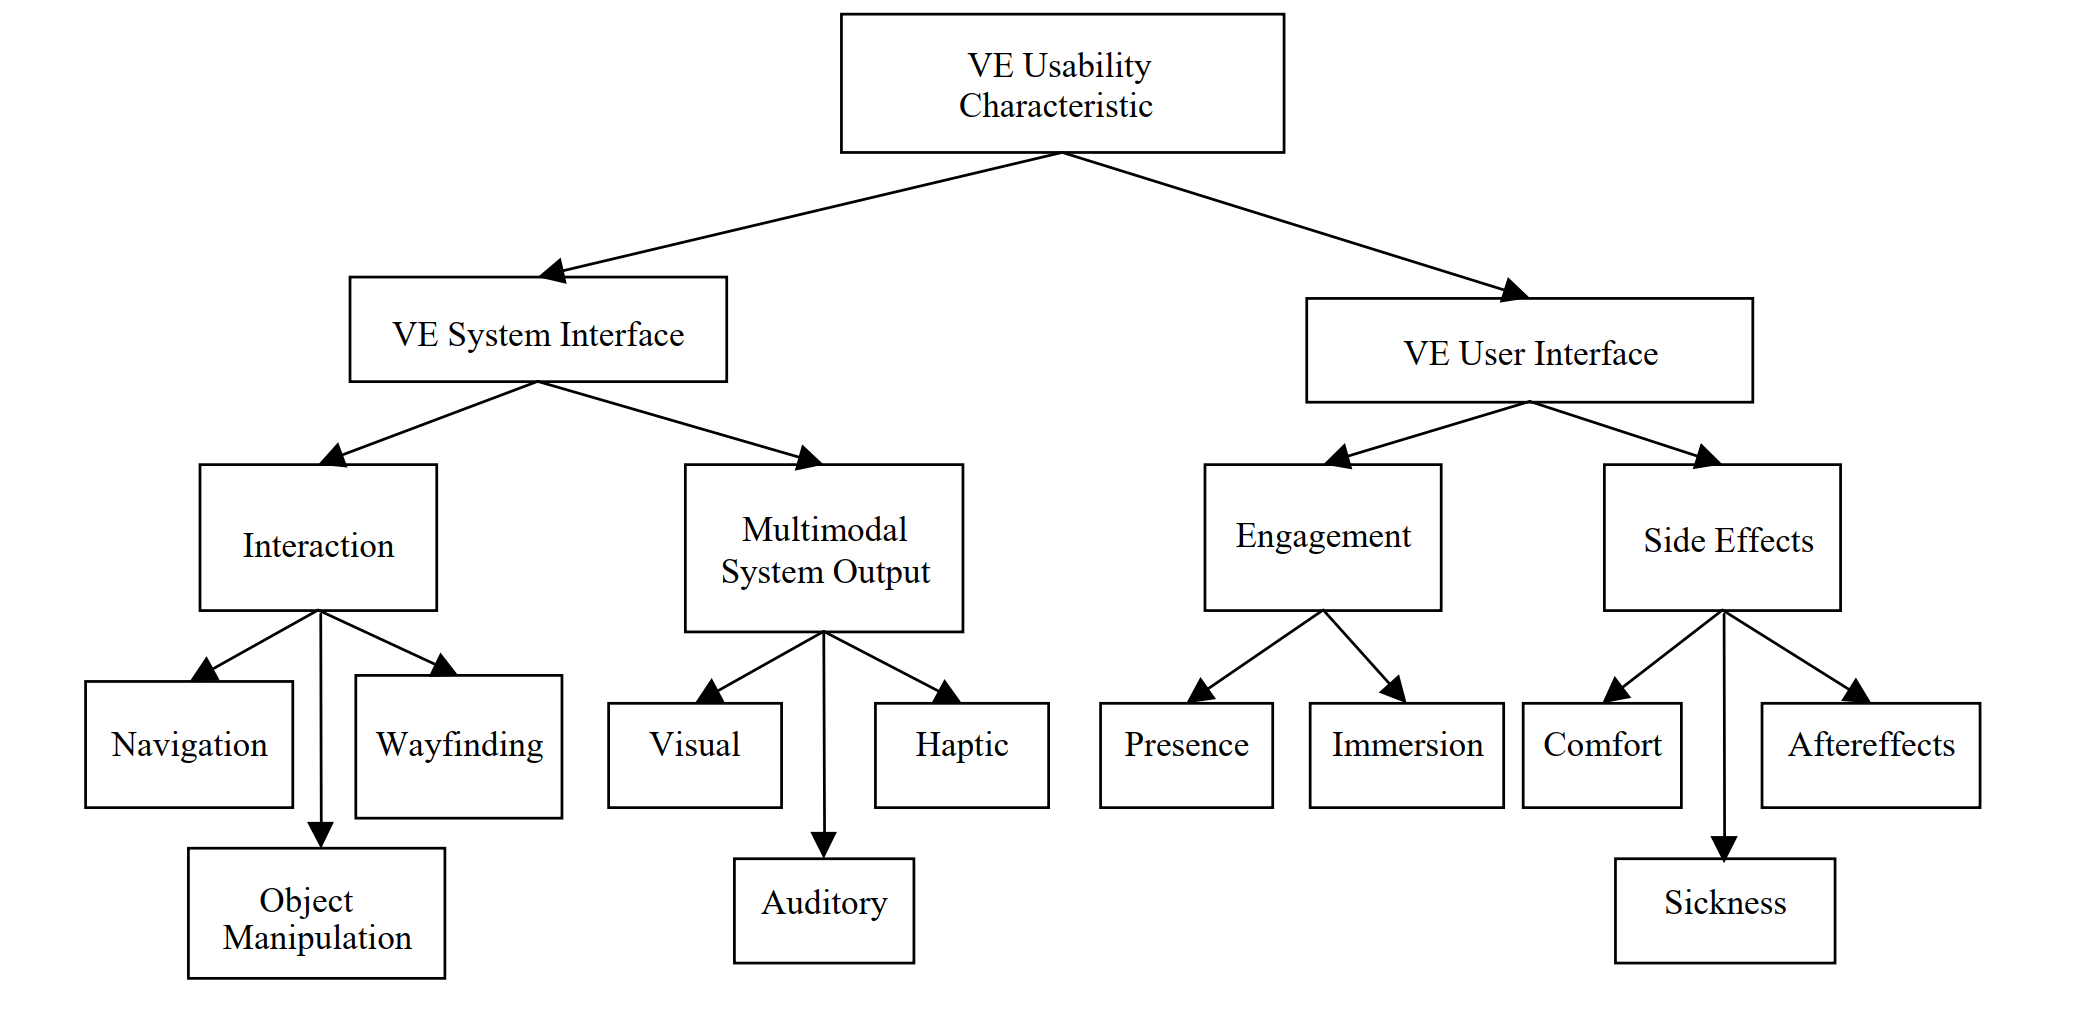 VE Usability
Characteristic
VE System Interface
VE User Interface
Interaction
Multimodal
System Output
Engagement
Side Effects
Navigation
Wayfinding
Visual
Haptic
Presence
Immersion
Comfort
Aftereffects
Object
Manipulation
Auditory
Sickness